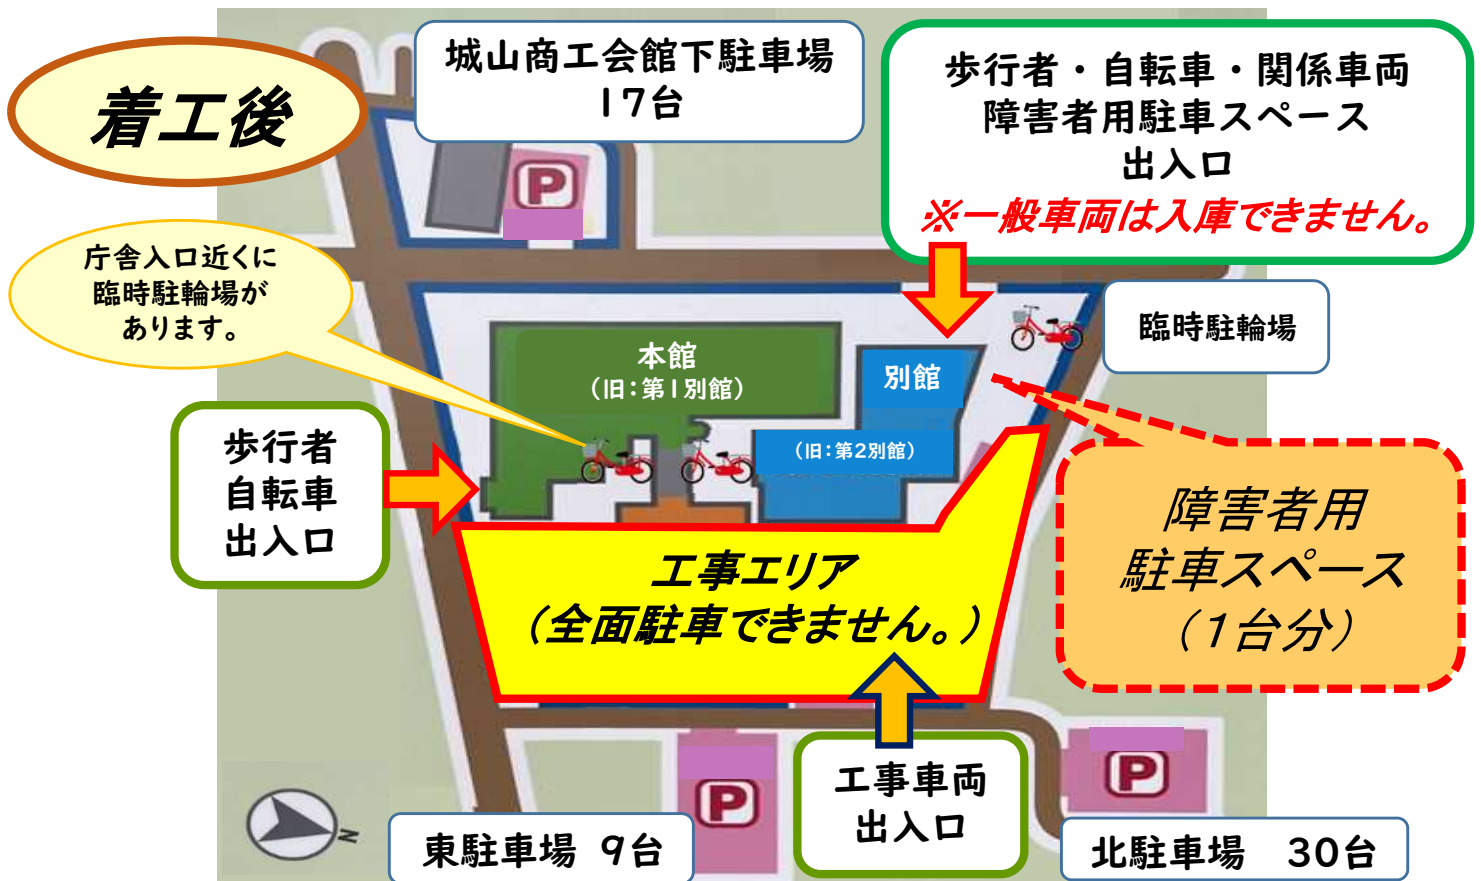 着工後
城山商工会館下駐車場
17台
歩行者・自転車・関係車両
障害者用駐車スペース
出入口
※一般車両は入庫できません。
P
庁舎入口近くに
臨時駐輪場が
あります。
臨時駐輪場
本館
（旧：第1別館）
別館
（旧：第2別館）
歩行者
自転車
出入口
障害者用
駐車スペース
（1台分）
工事エリア
（全面駐車できません。）
P
P
工事車両
出入口
N
東駐車場 9台
北駐車場　30台